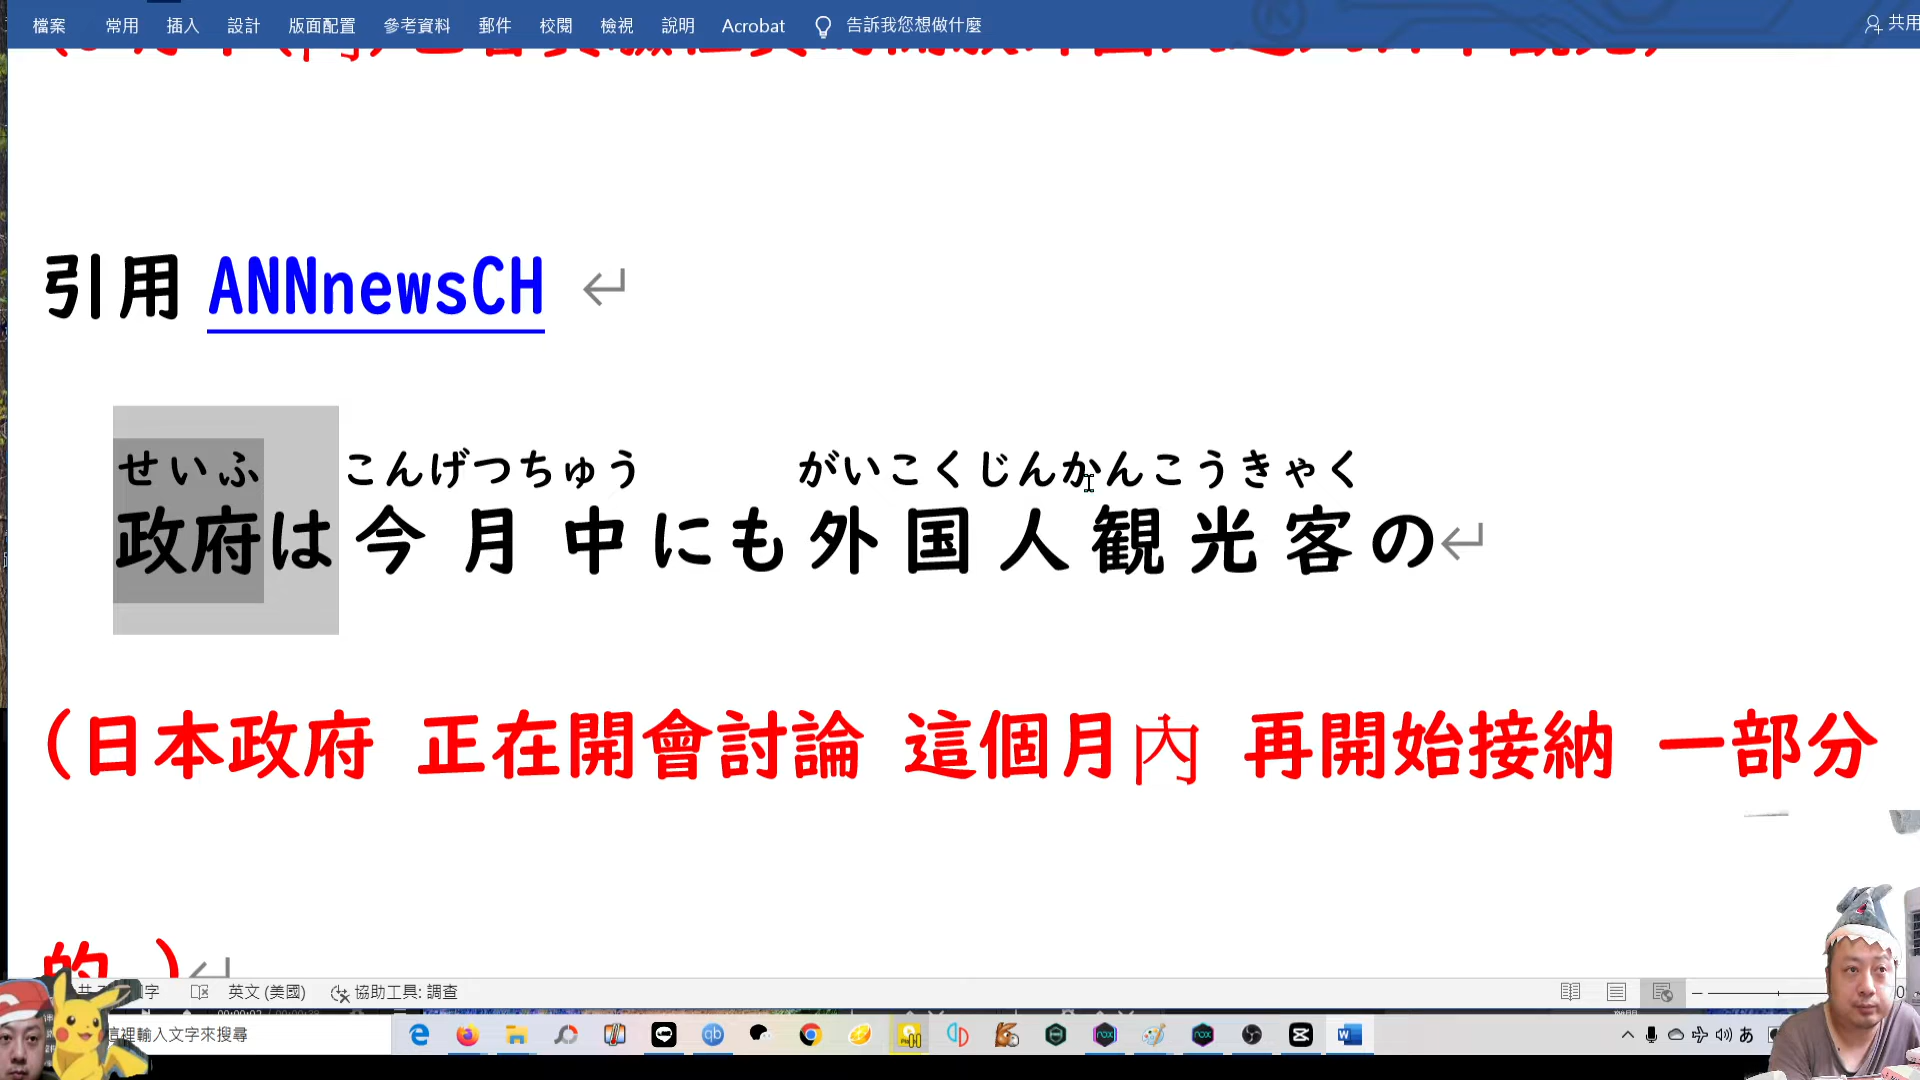 檔案 常用 插入 設計 版面配置 參考資料 郵件 校閱 檢視 說明 Acrobat 告訴我您想做什麼 共用
引用 ANNnewsCH
せいふ こんげつちゅう がいこくじんかんこうきゃく
政府は今月中にも外国人観光客の
(日本政府 正在開會討論 這個月內 再開始接納 一部分
的 )
英文 (美國) 協助工具: 調查
這裡輸入文字來搜尋
あ